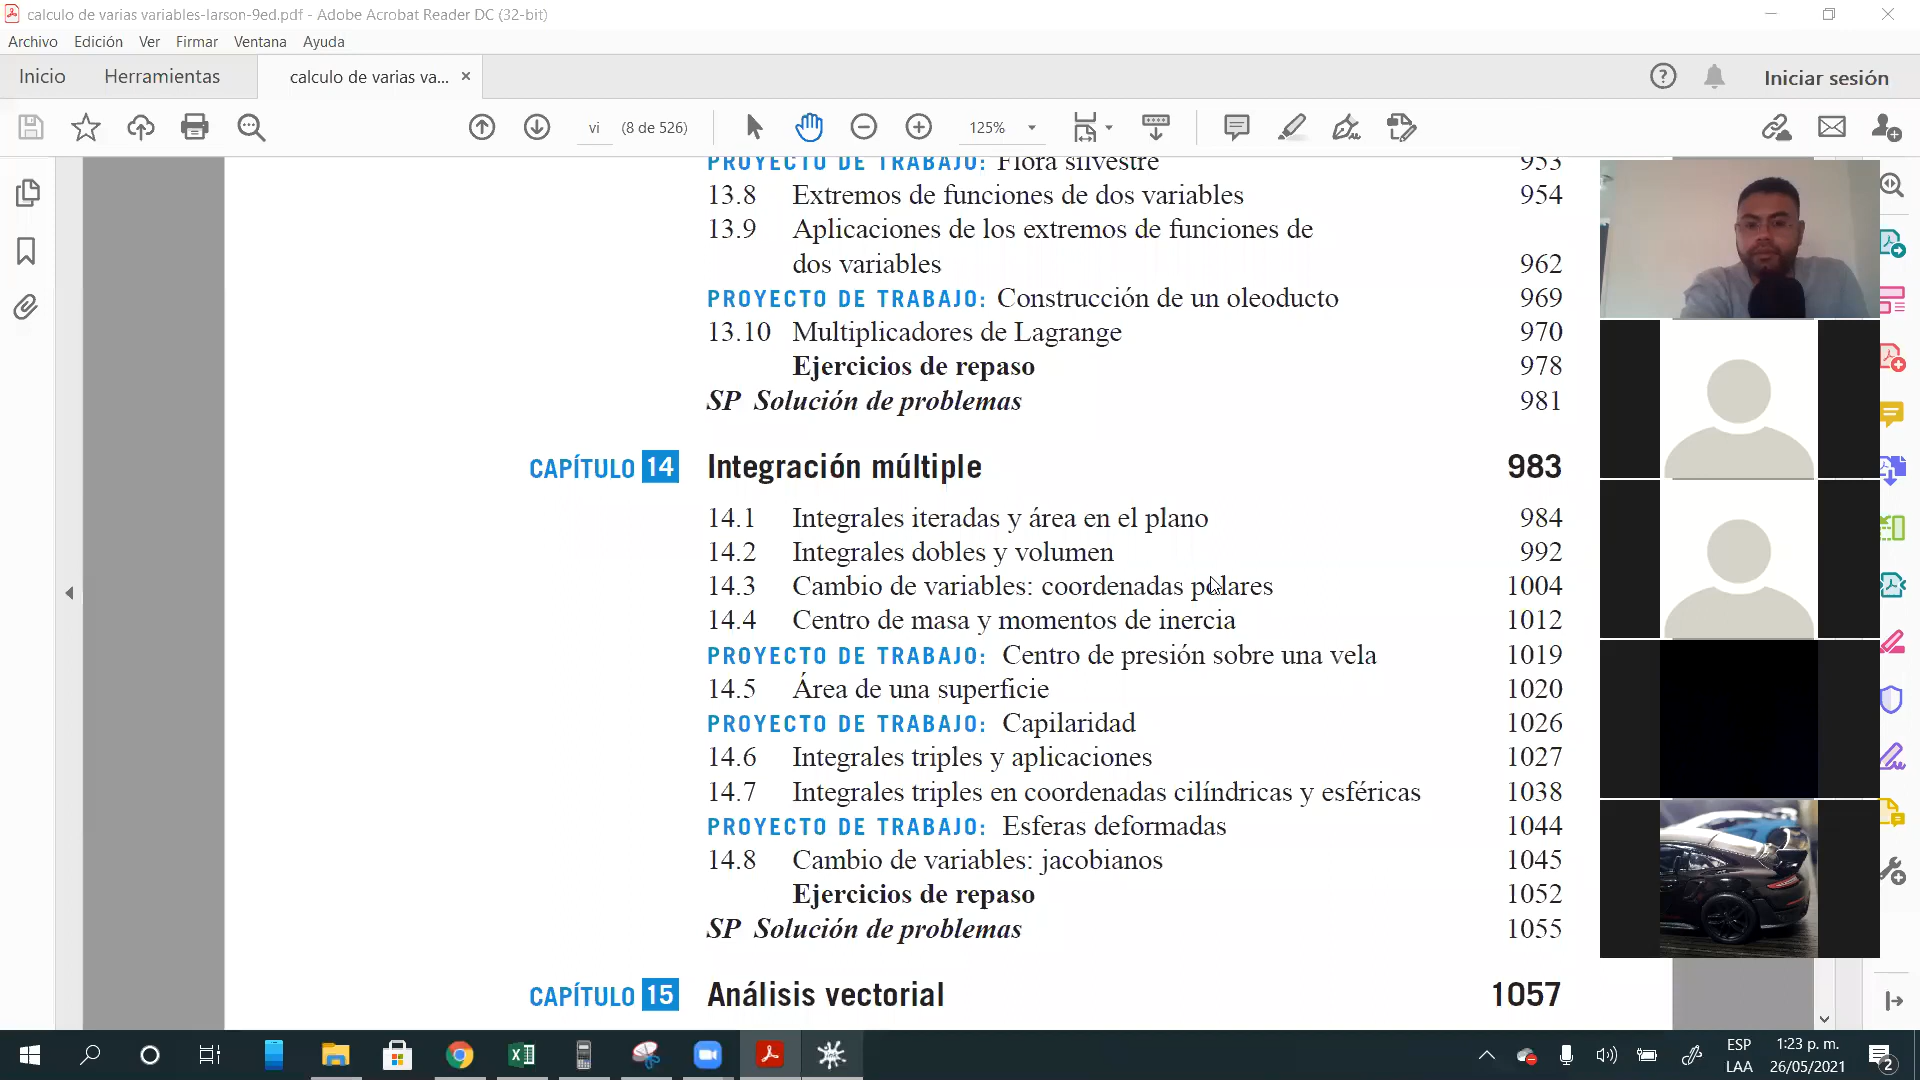 calculo de varias variables-larson-9ed.pdf - Adobe Acrobat Reader DC (32-bit)
Archivo Edición Ver Firmar Ventana Ayuda
Inicio Herramientas calculo de varias va... × Iniciar sesión
vi (8 de 526) 125%
PROYECTO DE TRABAJO: Flora silvestre 953
13.8 Extremos de funciones de dos variables 954
13.9 Aplicaciones de los extremos de funciones de
dos variables 962
PROYECTO DE TRABAJO: Construcción de un oleoducto 969
13.10 Multiplicadores de Lagrange 970
Ejercicios de repaso 978
SP Solución de problemas 981
CAPÍTULO 14 Integración múltiple 983
14.1 Integrales iteradas y área en el plano 984
14.2 Integrales dobles y volumen 992
14.3 Cambio de variables: coordenadas polares 1004
14.4 Centro de masa y momentos de inercia 1012
PROYECTO DE TRABAJO: Centro de presión sobre una vela 1019
14.5 Área de una superficie 1020
PROYECTO DE TRABAJO: Capilaridad 1026
14.6 Integrales triples y aplicaciones 1027
14.7 Integrales triples en coordenadas cilíndricas y esféricas 1038
PROYECTO DE TRABAJO: Esferas deformadas 1044
14.8 Cambio de variables: jacobianos 1045
Ejercicios de repaso 1052
SP Solución de problemas 1055
CAPÍTULO 15 Análisis vectorial 1057
ESP 1:23 p. m.
LAA 26/05/2021 2